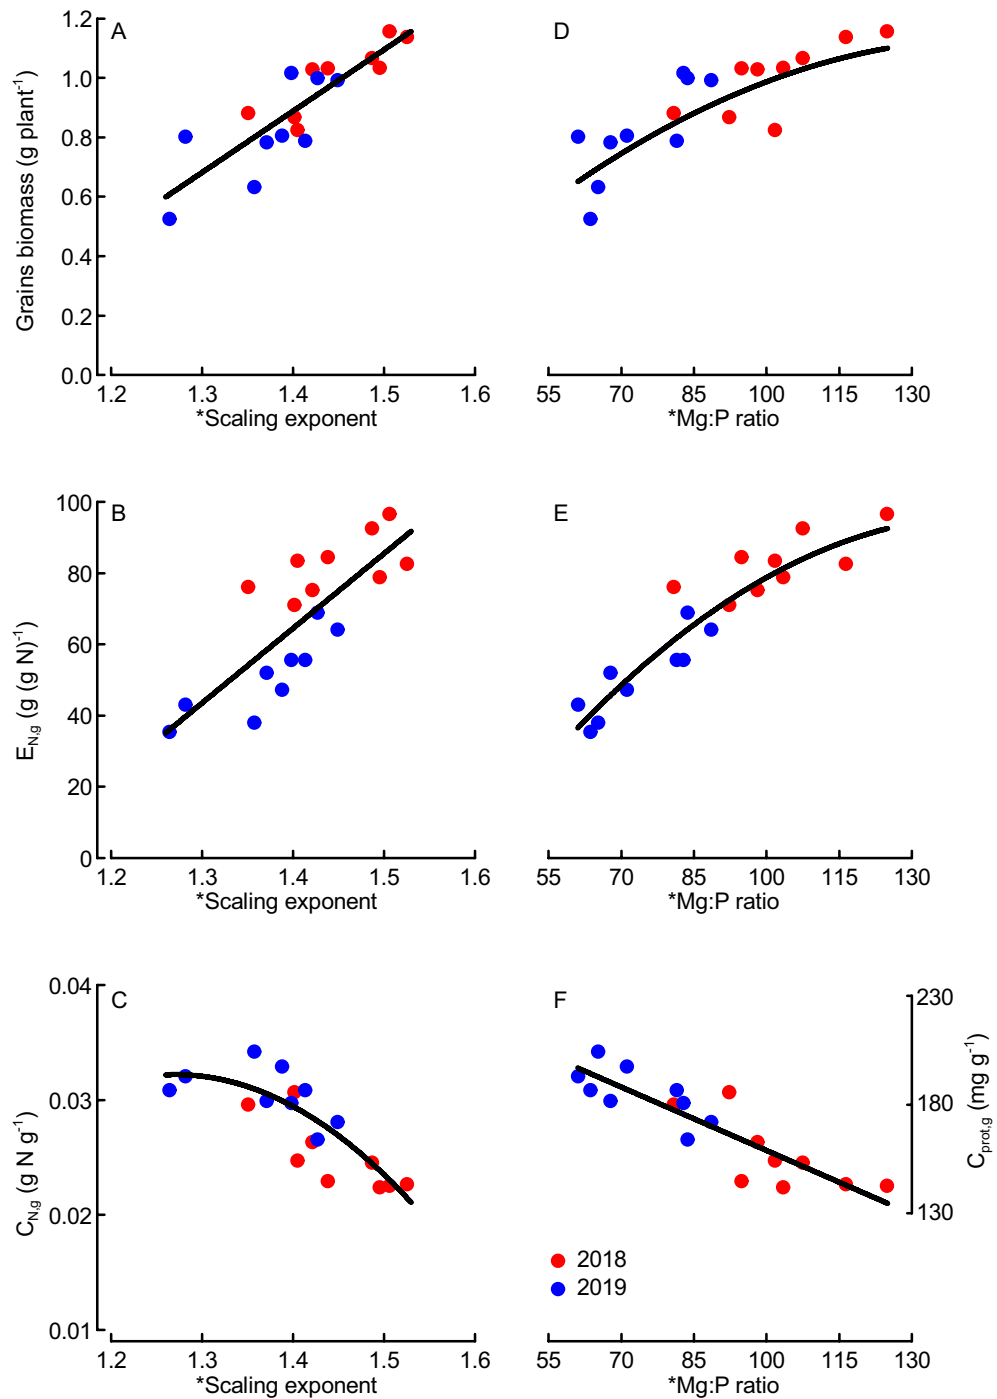 A
Grains biomass (g plant⁻¹)
1.2
1.0
0.8
0.6
0.4
0.2
0.0
1.2 1.3 1.4 1.5 1.6
*Scaling exponent
D
55 70 85 100 115 130
*Mg:P ratio
B
E_N,g (g (g N)⁻¹)
100
80
60
40
20
0
1.2 1.3 1.4 1.5 1.6
*Scaling exponent
E
55 70 85 100 115 130
*Mg:P ratio
C
C_N,g (g N g⁻¹)
0.04
0.03
0.02
0.01
1.2 1.3 1.4 1.5 1.6
*Scaling exponent
F
230
180
130
C_prot,g (mg g⁻¹)
2018
2019
55 70 85 100 115 130
*Mg:P ratio